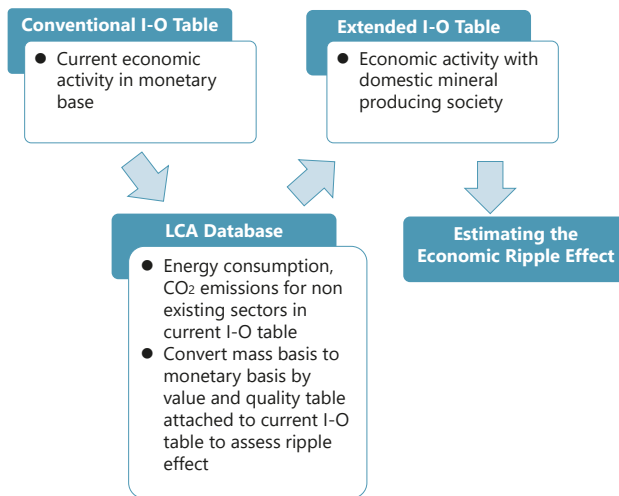 Conventional I-O Table
● Current economic
activity in monetary
base
Extended I-O Table
● Economic activity with
domestic mineral
producing society
LCA Database
● Energy consumption,
CO2 emissions for non
existing sectors in
current I-O table
● Convert mass basis to
monetary basis by
value and quality table
attached to current I-O
table to assess ripple
effect
Estimating the
Economic Ripple Effect